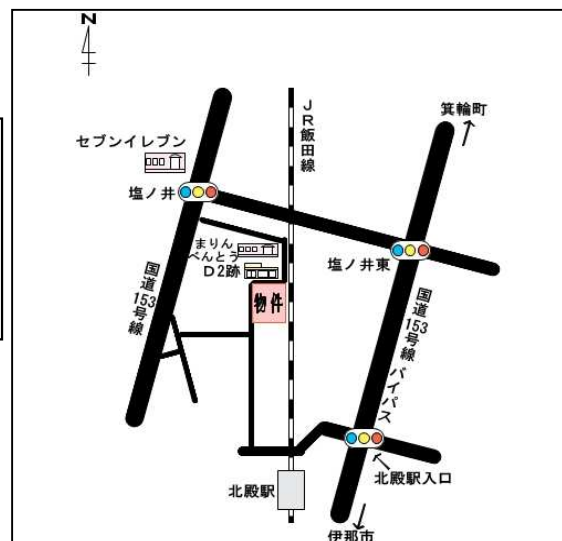 N
JR飯田線
箕輪町
セブンイレブン
塩ノ井
まりん
べんとう
D2跡
塩ノ井東
物件
国道153号線
国道153号線 バイパス
北殿駅
北殿駅入口
伊那市